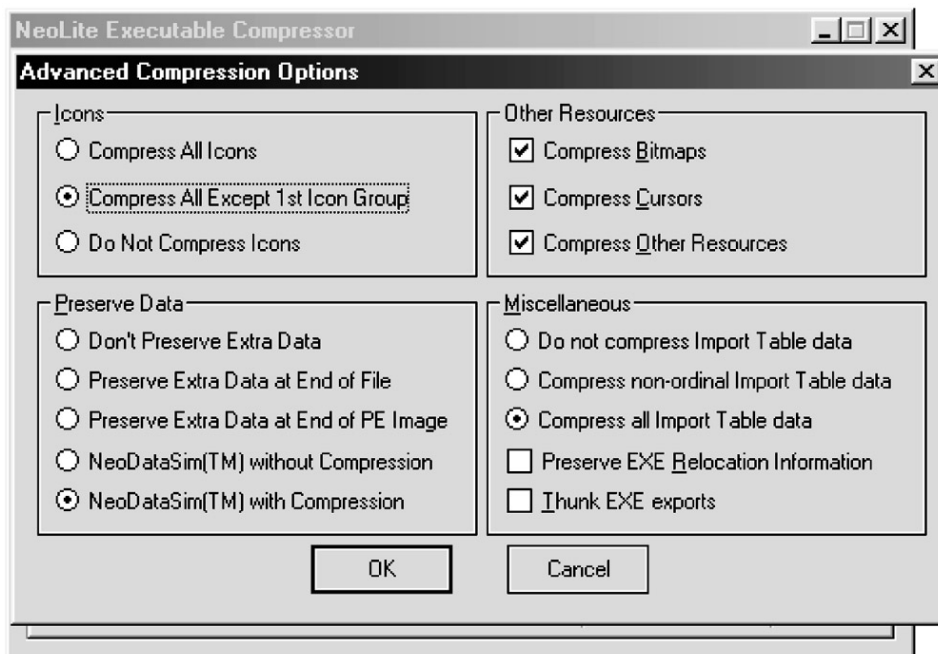 NeoLite Executable Compressor
Advanced Compression Options
Icons
Compress All Icons
Compress All Except 1st Icon Group
Do Not Compress Icons
Other Resources
Compress Bitmaps
Compress Cursors
Compress Other Resources
Preserve Data
Don't Preserve Extra Data
Preserve Extra Data at End of File
Preserve Extra Data at End of PE Image
NeoDataSim(TM) without Compression
NeoDataSim(TM) with Compression
Miscellaneous
Do not compress Import Table data
Compress non-ordinal Import Table data
Compress all Import Table data
Preserve EXE Relocation Information
Thunk EXE exports
OK
Cancel